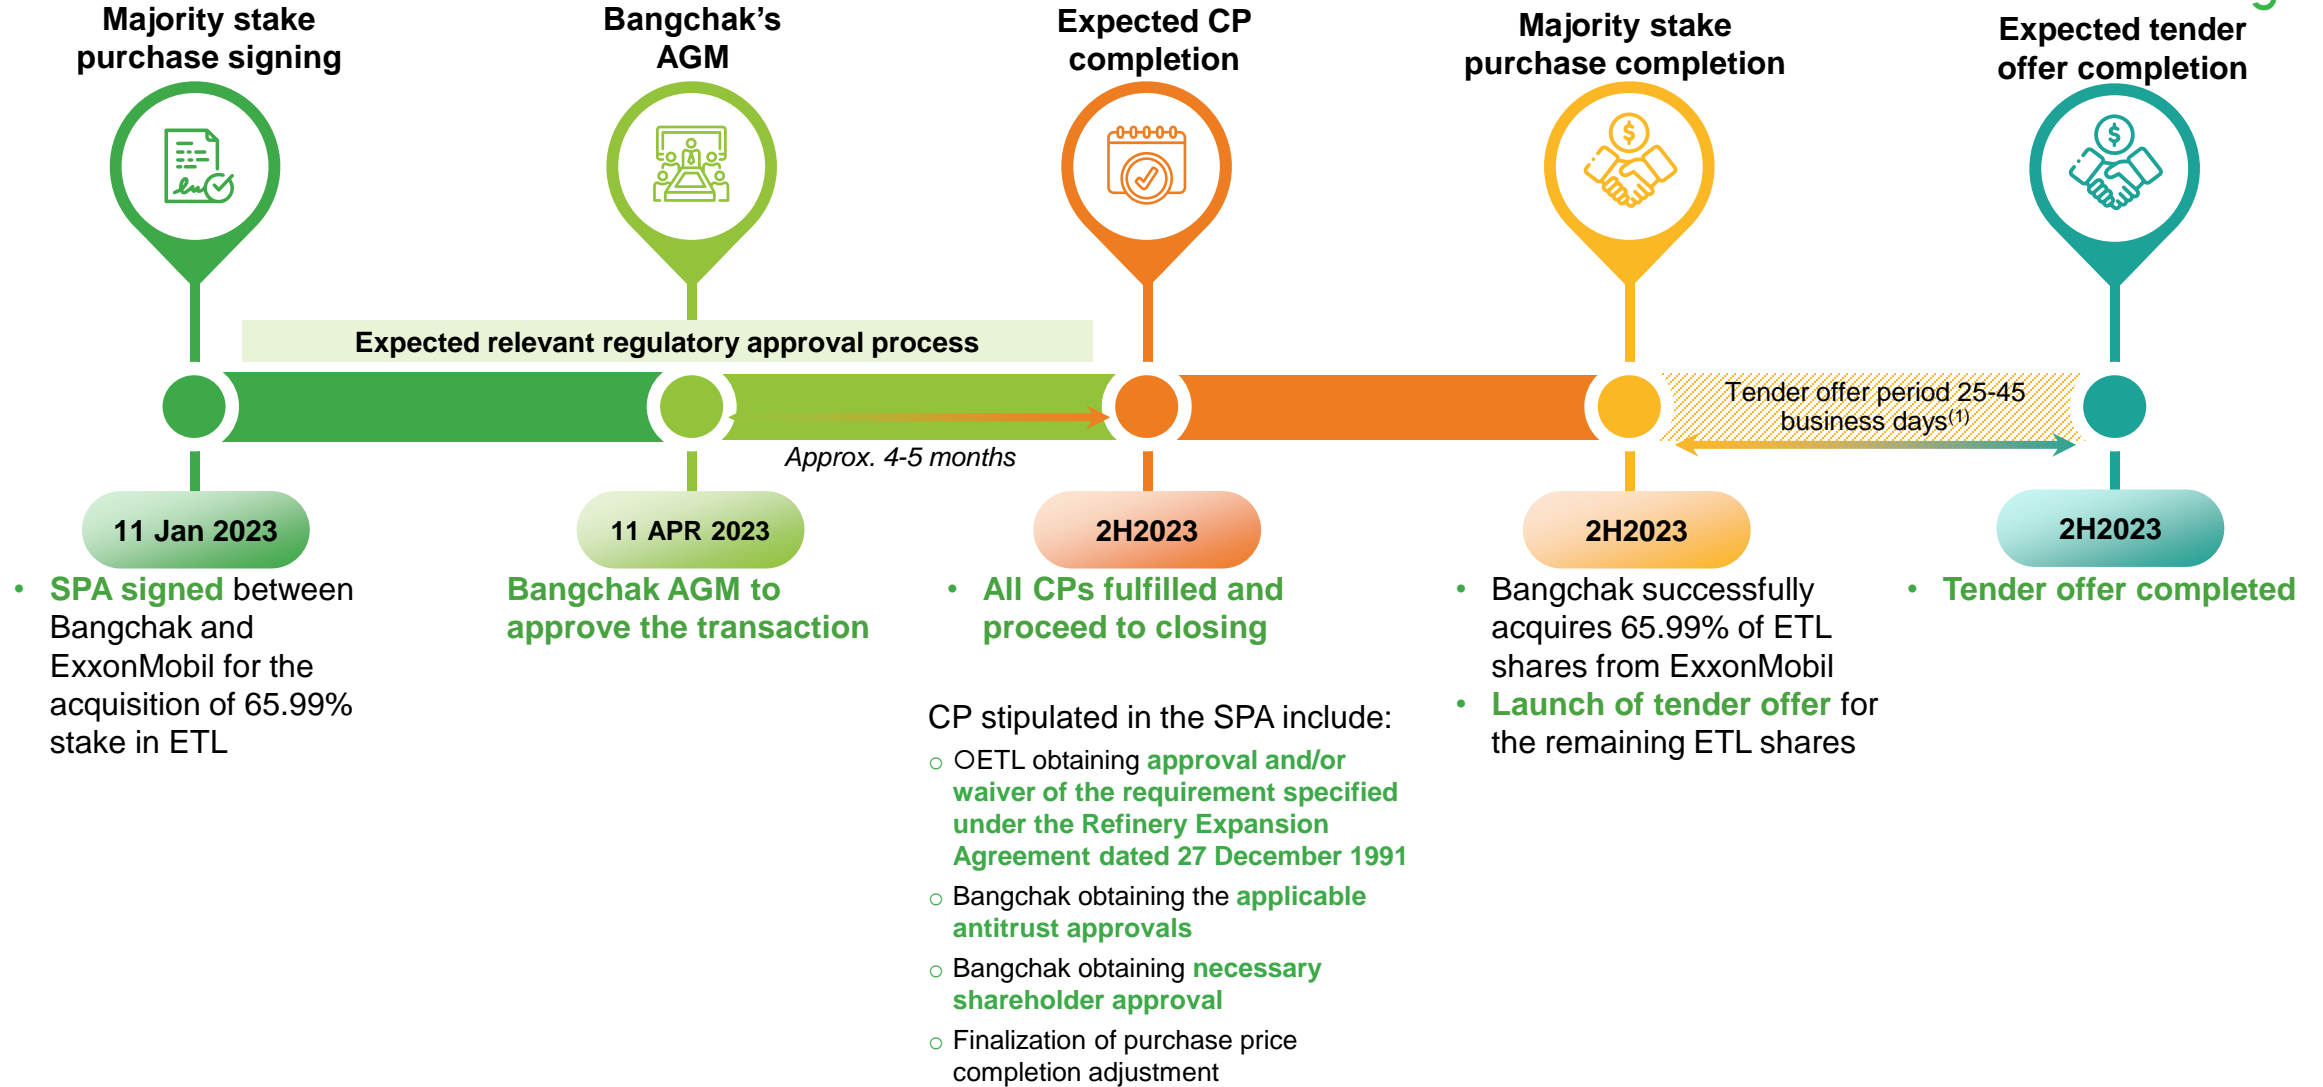 Majority stake
purchase signing
Bangchak’s
AGM
Expected CP
completion
Majority stake
purchase completion
Expected tender
offer completion
Expected relevant regulatory approval process
Tender offer period 25-45
business days(1)
Approx. 4-5 months
11 Jan 2023
11 APR 2023
2H2023
2H2023
2H2023
• SPA signed between
Bangchak and
ExxonMobil for the
acquisition of 65.99%
stake in ETL
Bangchak AGM to
approve the transaction
• All CPs fulfilled and
proceed to closing
CP stipulated in the SPA include:
o OETL obtaining approval and/or
waiver of the requirement specified
under the Refinery Expansion
Agreement dated 27 December 1991
o Bangchak obtaining the applicable
antitrust approvals
o Bangchak obtaining necessary
shareholder approval
o Finalization of purchase price
completion adjustment
• Bangchak successfully
acquires 65.99% of ETL
shares from ExxonMobil
• Launch of tender offer for
the remaining ETL shares
• Tender offer completed